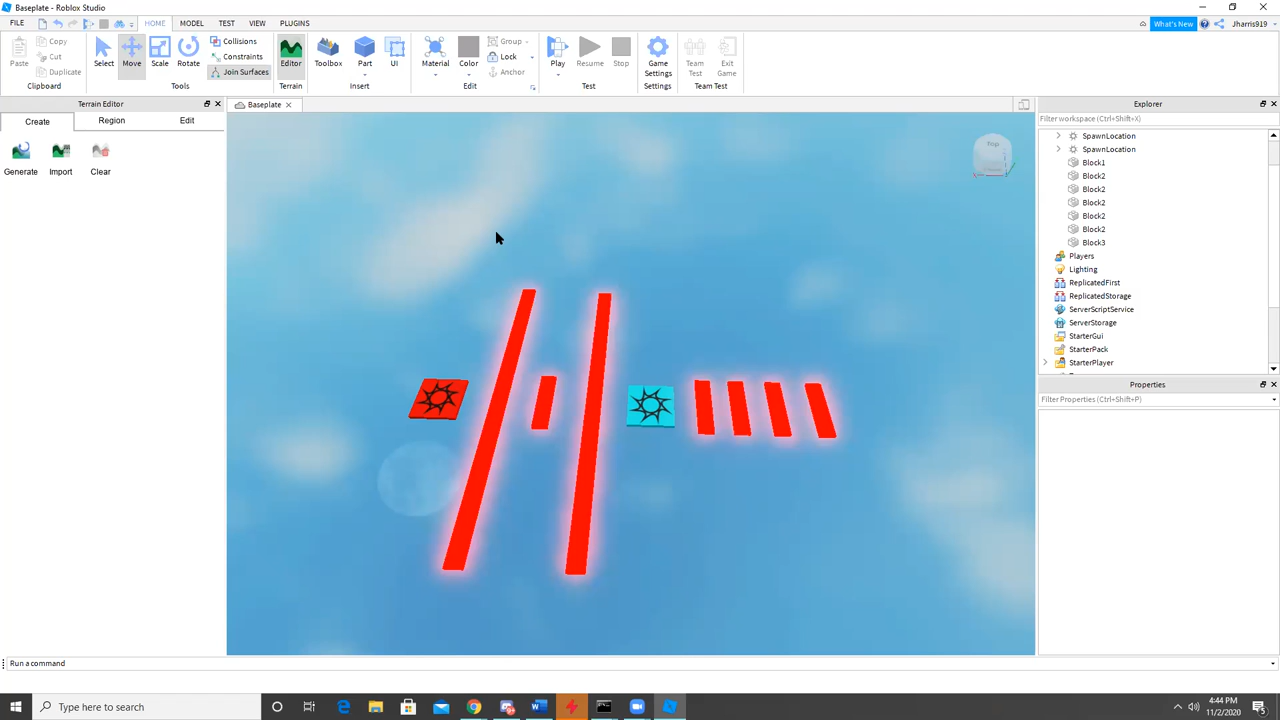 Baseplate - Roblox Studio
FILE HOME MODEL TEST VIEW PLUGINS What's New Jharris919
Paste Copy Cut Duplicate Clipboard
Select Move Scale Rotate Collisions Constraints Join Surfaces Tools
Editor Terrain
Toolbox Part UI Insert
Material Color Group Lock Anchor Edit
Play Resume Stop Test
Game Settings Settings
Team Test Exit Game Team Test
Terrain Editor
Baseplate
Explorer
Create Region Edit
Filter workspace (Ctrl+Shift+X)
Generate Import Clear
Top
SpawnLocation
SpawnLocation
Block1
Block2
Block2
Block2
Block2
Block2
Block3
Players
Lighting
ReplicatedFirst
ReplicatedStorage
ServerScriptService
ServerStorage
StarterGui
StarterPack
StarterPlayer
Properties
Filter Properties (Ctrl+Shift+P)
Run a command
Type here to search
4:44 PM
11/2/2020